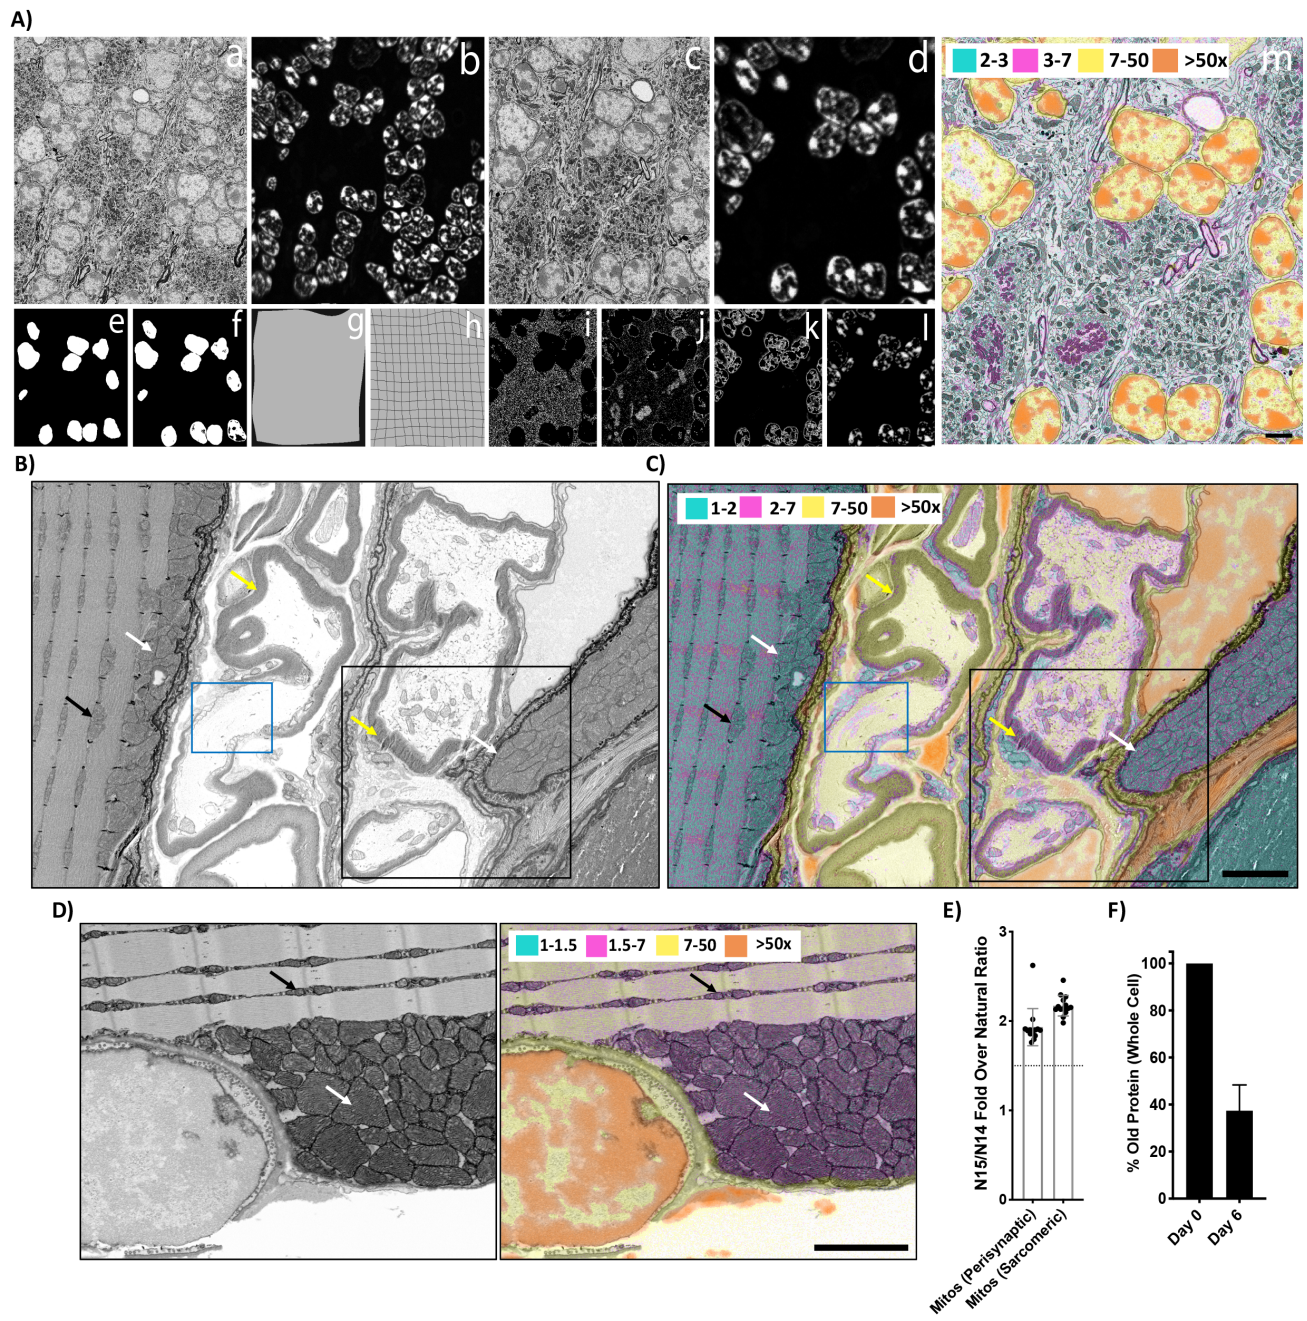 A)
a
b
c
d
2-3
3-7
7-50
>50x
m
e
f
g
h
i
j
k
l
B)
C)
1-2
2-7
7-50
>50x
D)
1-1.5
1.5-7
7-50
>50x
E)
N15/N14 Fold Over Natural Ratio
3
2
1
0
Mitos (Perisynaptic)
Mitos (Sarcomeric)
F)
% Old Protein (Whole Cell)
100
80
60
40
20
0
Day 0
Day 6